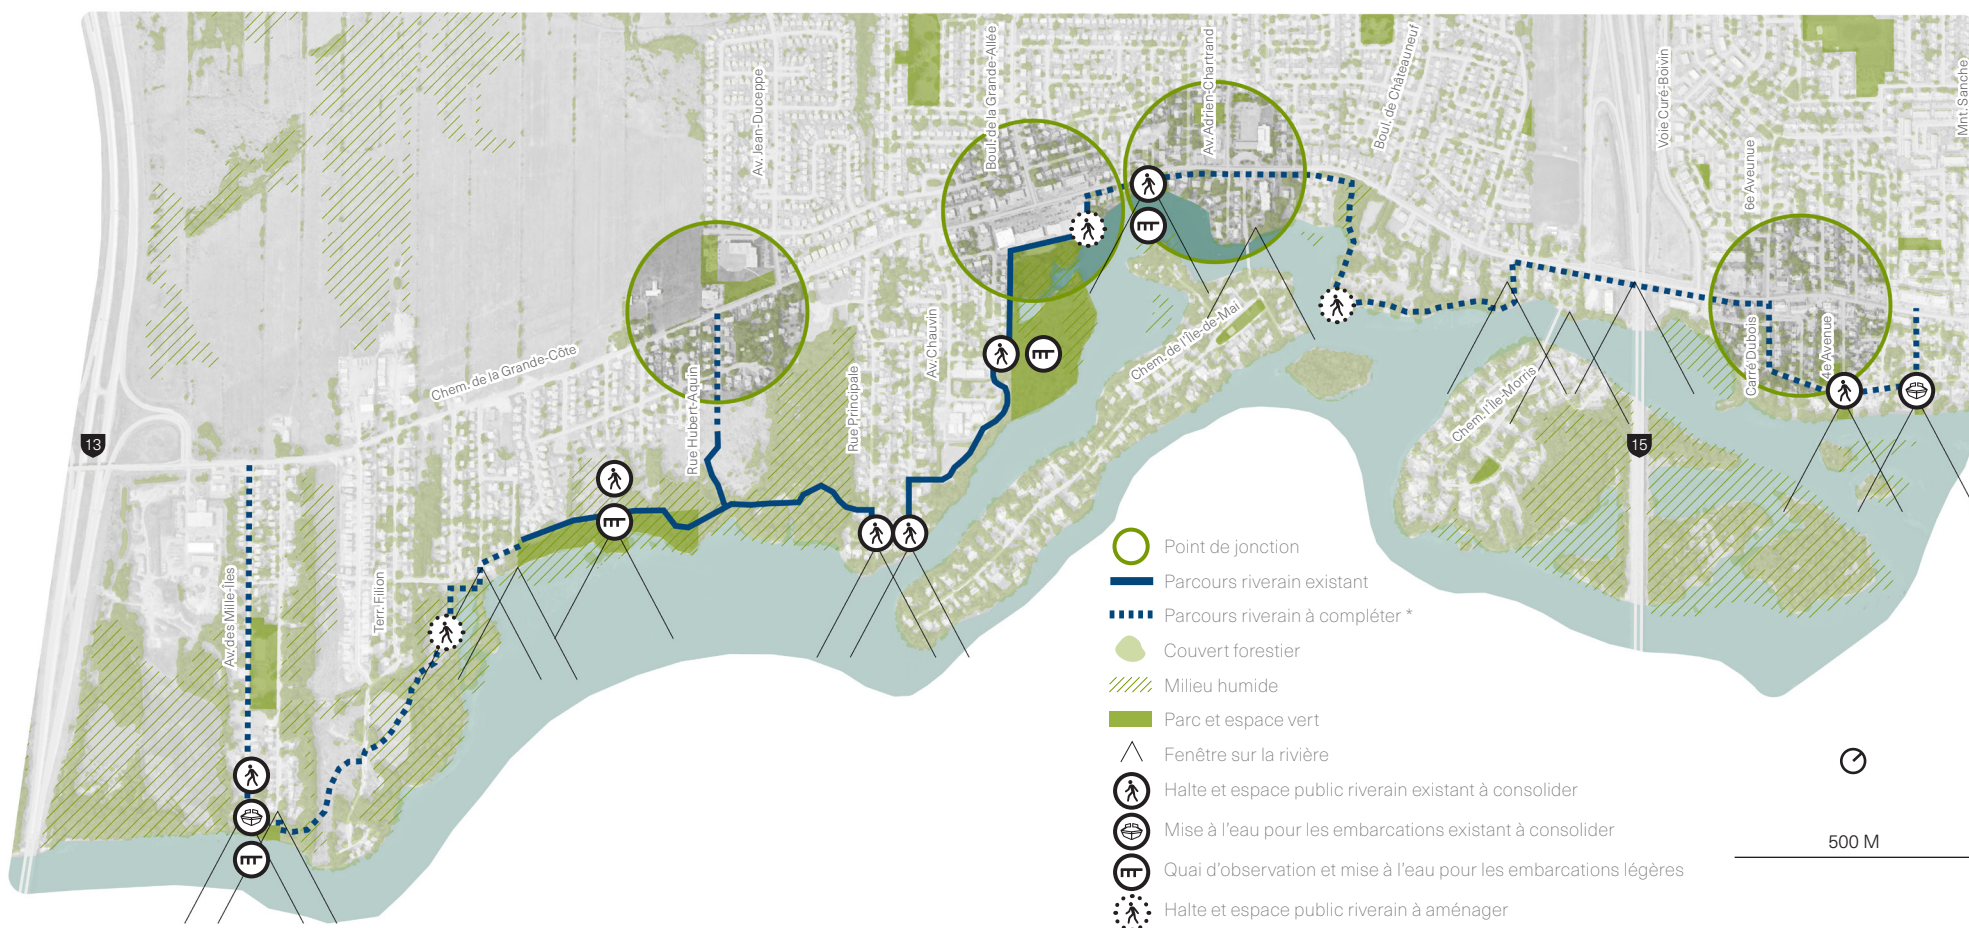 Av. Jean-Duceppe
Boul. de la Grande-Allée
Av. Adrien-Chartrand
Boul. de Châteauneuf
Voie Curé-Boivin
6e Aveunue
Mnt. Sanche
Chem. de la Grande-Côte
Rue Hubert-Aquin
Rue Principale
Av. Chauvin
Chem. de l'Île-de-Mai
Chem. l'Île-Morris
Carré Dubois
4e Avenue
13
15
Av. des Mille-Îles
Terr. Filion
Point de jonction
Parcours riverain existant
Parcours riverain à compléter *
Couvert forestier
Milieu humide
Parc et espace vert
Fenêtre sur la rivière
Halte et espace public riverain existant à consolider
Mise à l'eau pour les embarcations existant à consolider
Quai d'observation et mise à l'eau pour les embarcations légères
Halte et espace public riverain à aménager
500 M